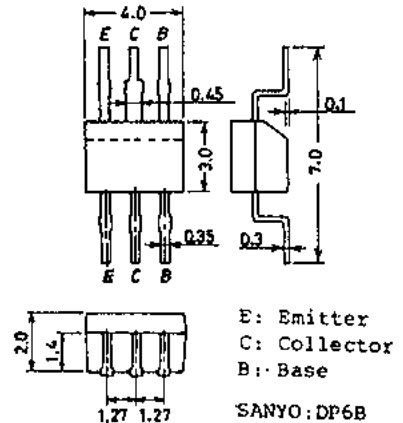 4.0
E C B
0.45
0.1
3.0
7.0
0.35
0.3
E C B
2.0
1.4
1.27 1.27
E: Emitter
C: Collector
B: Base
SANYO:DP6B